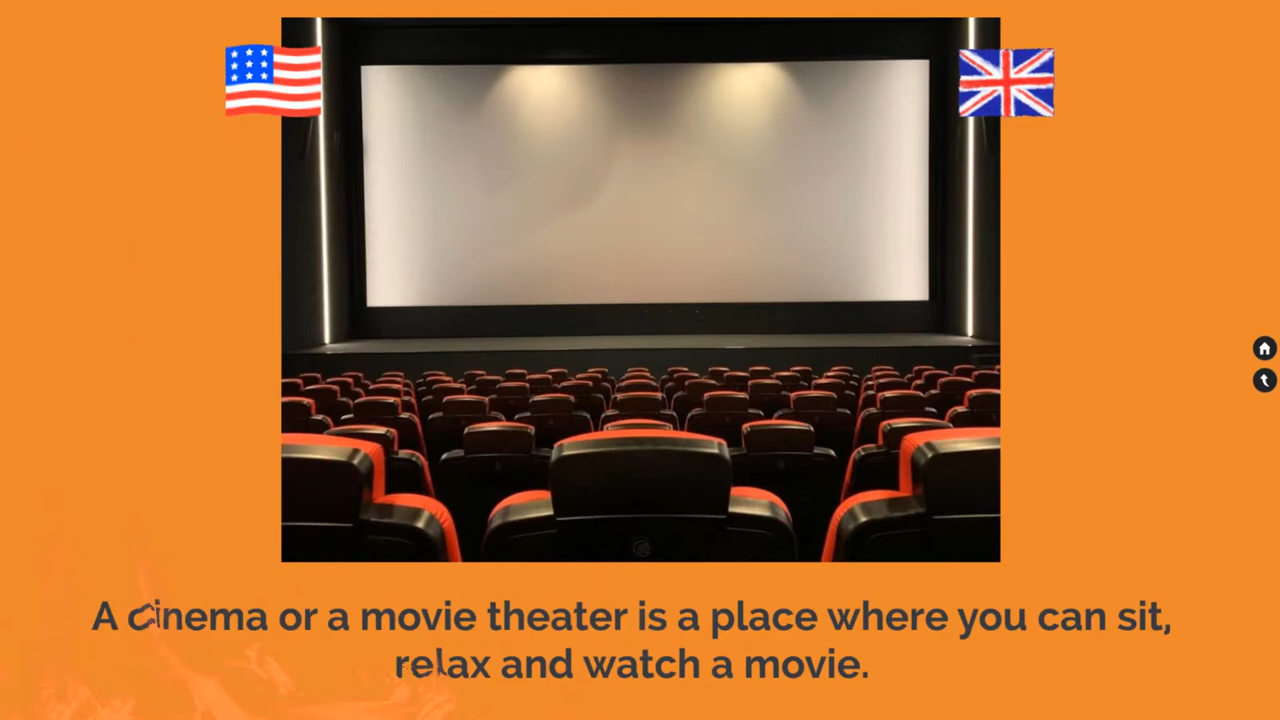 A cinema or a movie theater is a place where you can sit,
relax and watch a movie.